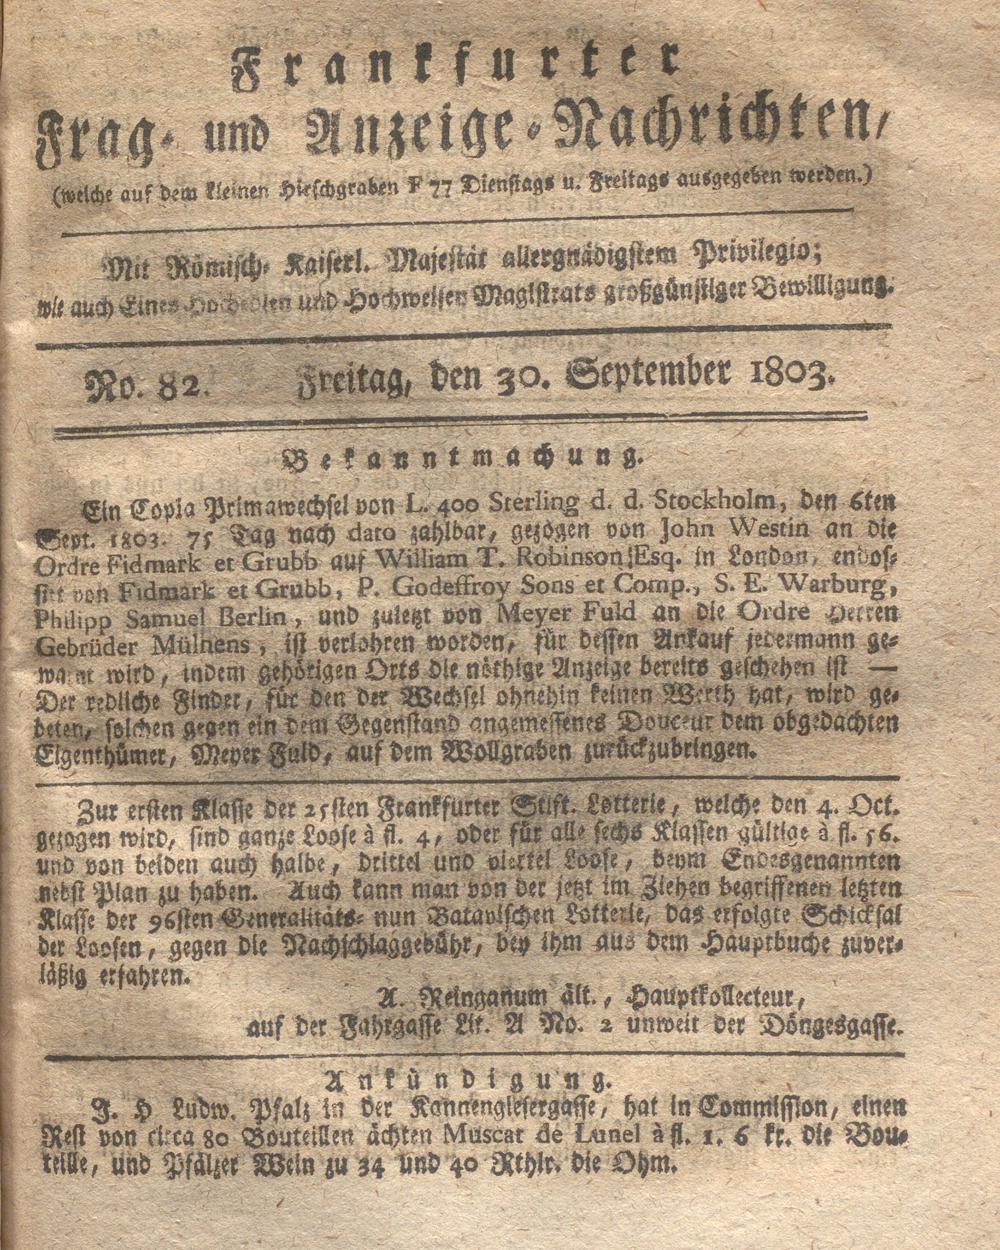 Frankfurter
Frag- und Anzeige-Nachrichten,
(welche auf dem kleinen Hirschgraben F 77 Dienstags u. Freitags ausgegeben werden.)
Mit Römisch- Kaiserl. Majestät allergnädigstem Privilegio;
wie auch Eines Hochedlen und Hochweisen Magistrats großgünstiger Bewilligung.
No. 82. Freitag, den 30. September 1803.
Bekanntmachung.
Ein Copia Primawechsel von L. 400 Sterling d. d. Stockholm, den 6ten
Sept. 1803. 75 Tag nach dato zahlbar, gezogen von John Westin an die
Ordre Fidmark et Grubb auf William T. Robinson Esq. in London, endos-
sirt von Fidmark et Grubb, P. Godeffroy Sons et Comp., S. E. Warburg,
Philipp Samuel Berlin, und zuletzt von Meyer Fuld an die Ordre Herren
Gebrüder Mülhens, ist verlohren worden, für dessen Ankauf jedermann ge-
warnt wird, indem gehörigen Orts die nöthige Anzeige bereits geschehen ist —
Der redliche Finder, für den der Wechsel ohnehin keinen Werth hat, wird ge-
beten, solchen gegen ein dem Gegenstand angemessenes Douceur dem obgedachten
Eigenthümer, Meyer Fuld, auf dem Wollgraben zurückzubringen.
Zur ersten Klasse der 25sten Frankfurter Stift. Lotterie, welche den 4. Oct.
gezogen wird, sind ganze Loose à fl. 4, oder für alle sechs Klassen gültige à fl. 56.
und von beiden auch halbe, drittel und viertel Loose, beym Endesgenannten
nebst Plan zu haben. Auch kann man von der jetzt im Ziehen begriffenen letzten
Klasse der 96sten Generalitäts- nun Batavischen Lotterie, das erfolgte Schicksal
der Loosen, gegen die Nachschlaggebühr, bey ihm aus dem Hauptbuche zuver-
läßig erfahren.
A. Reinganum ält., Hauptkollecteur,
auf der Fahrgasse Lit. A No. 2 unweit der Döngesgasse.
Ankündigung.
J. H Ludw. Pfalz in der Kannengiesergasse, hat in Commission, einen
Rest von circa 80 Bouteillen ächten Muscat de Lunel à fl. 1. 6 kr. die Bou-
teille, und Pfälzer Wein zu 34 und 40 Rthlr. die Ohm.